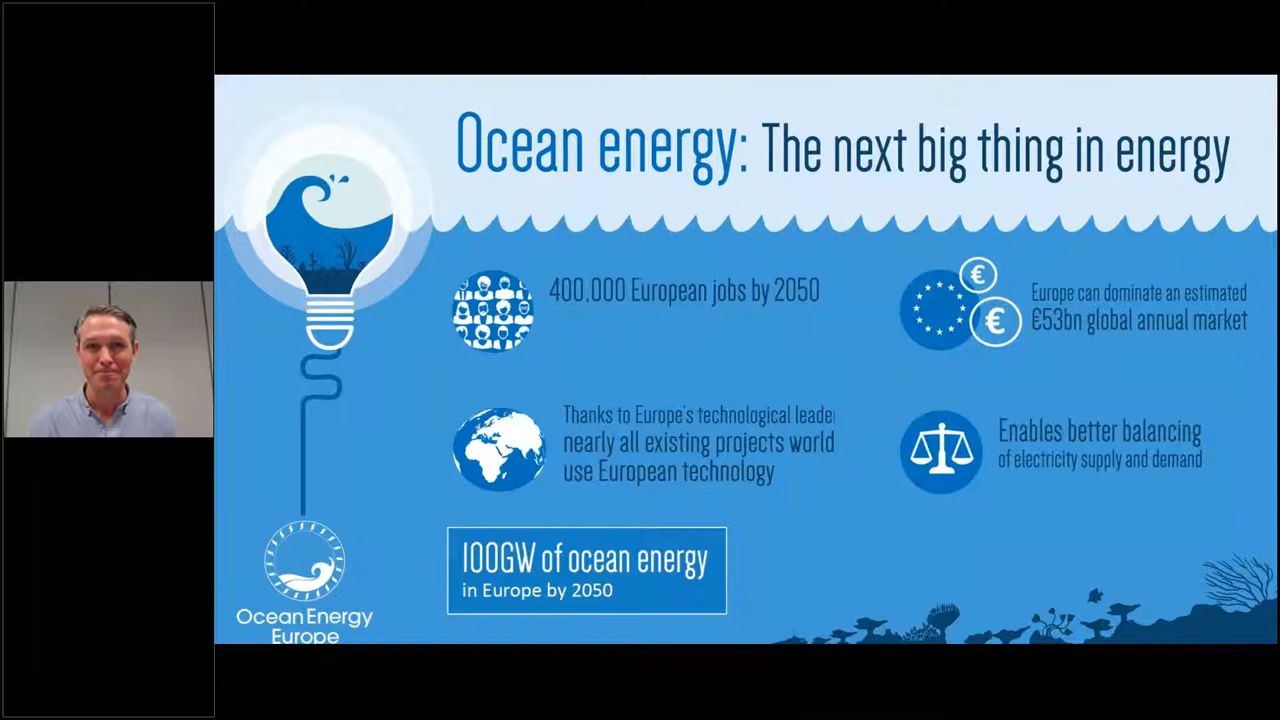 Ocean energy: The next big thing in energy
400,000 European jobs by 2050
€
€
Europe can dominate an estimated
€53bn global annual market
Thanks to Europe's technological leade
nearly all existing projects world
use European technology
Enables better balancing
of electricity supply and demand
100GW of ocean energy
in Europe by 2050
Ocean Energy
Europe